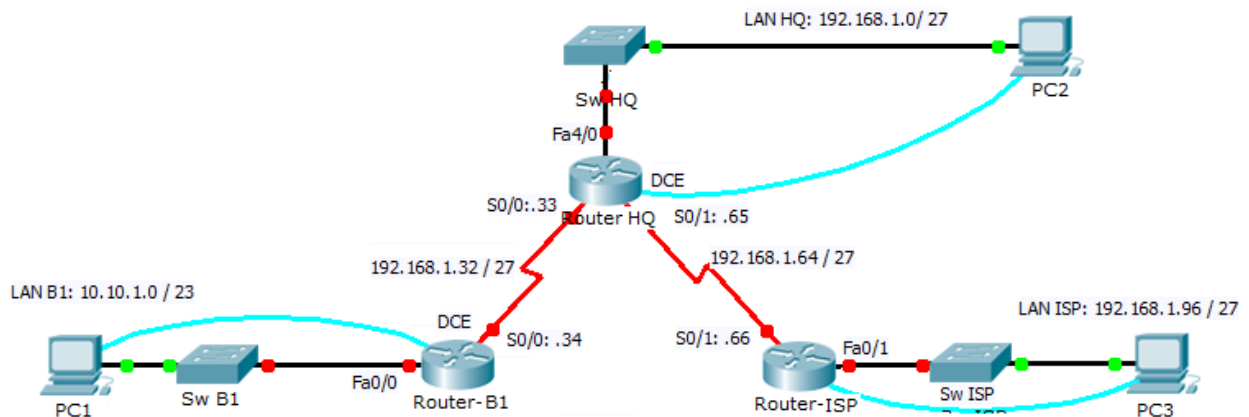 LAN HQ: 192.168.1.0/ 27
Sw HQ
PC2
Fa4/0
DCE
S0/0:.33
Router HQ
S0/1: .65
192.168.1.32 / 27
192.168.1.64 / 27
LAN B1: 10.10.1.0 / 23
LAN ISP: 192.168.1.96 / 27
DCE
S0/0: .34
S0/1: .66
Fa0/1
Fa0/0
PC1
Sw B1
Router-B1
Router-ISP
Sw ISP
PC3